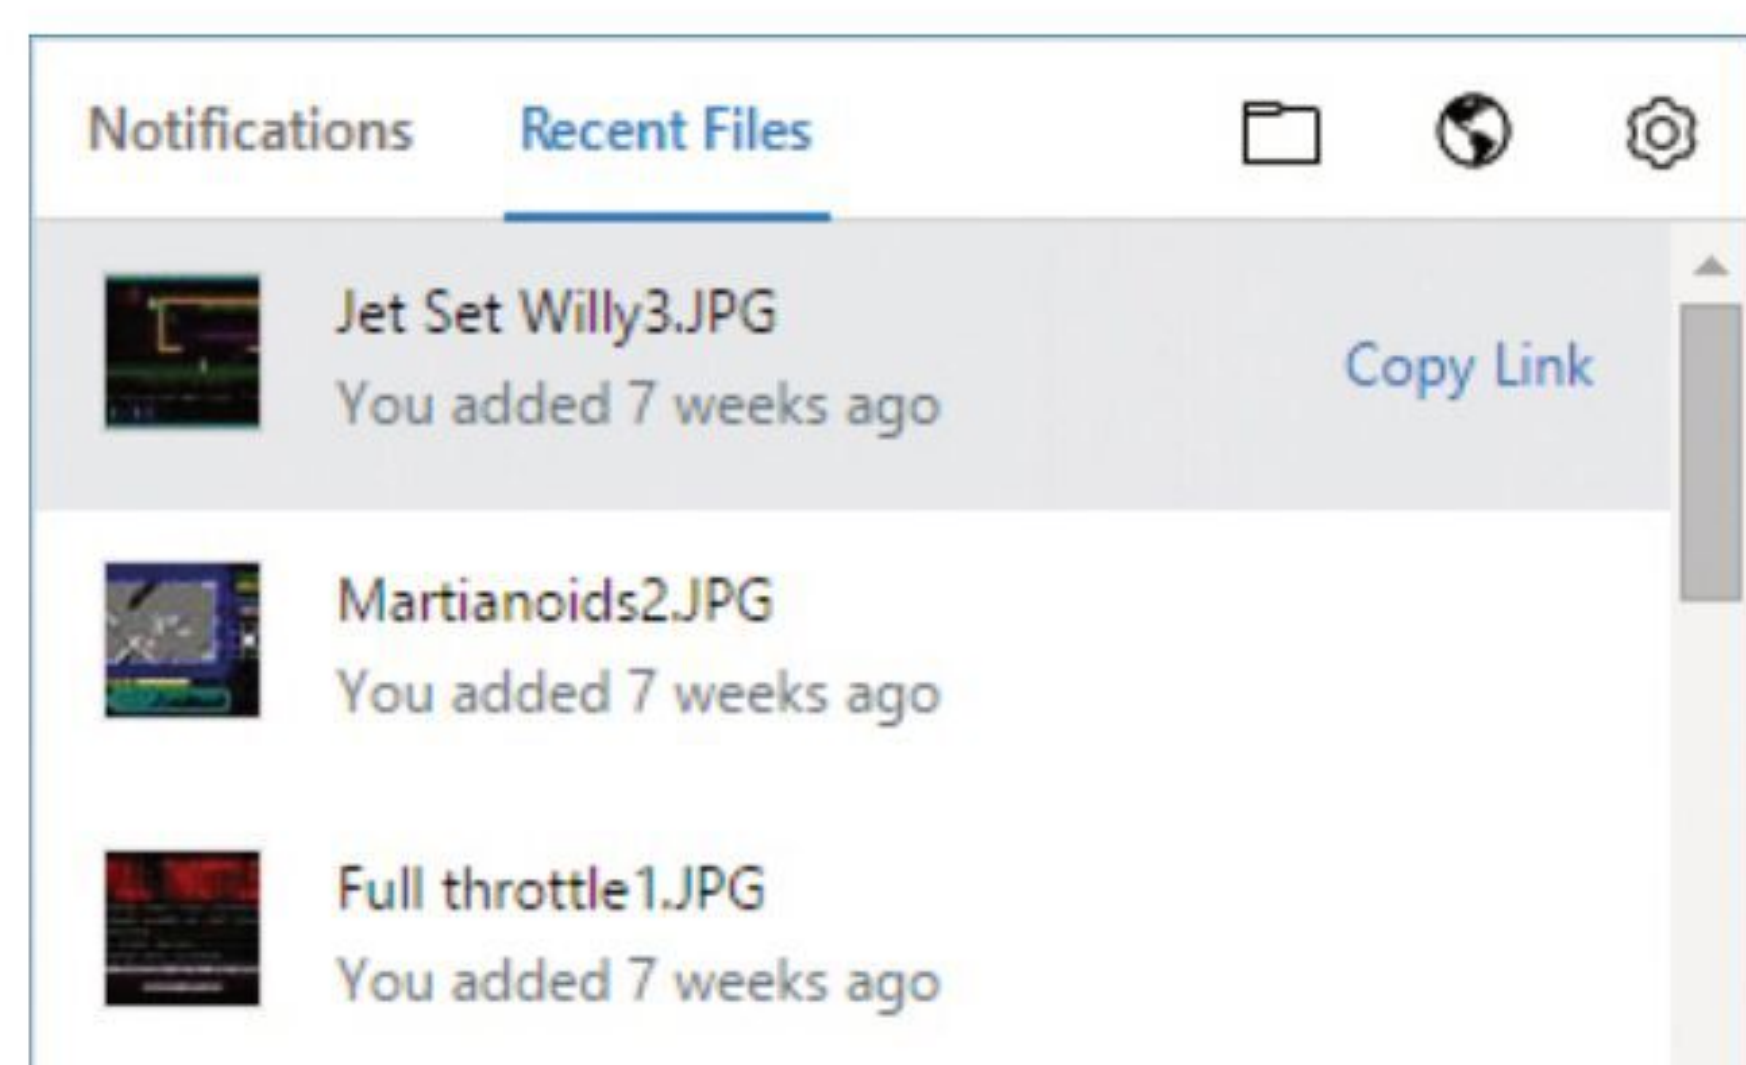 Notifications
Recent Files
Jet Set Willy3.JPG
You added 7 weeks ago
Copy Link
Martianoids2.JPG
You added 7 weeks ago
Full throttle1.JPG
You added 7 weeks ago